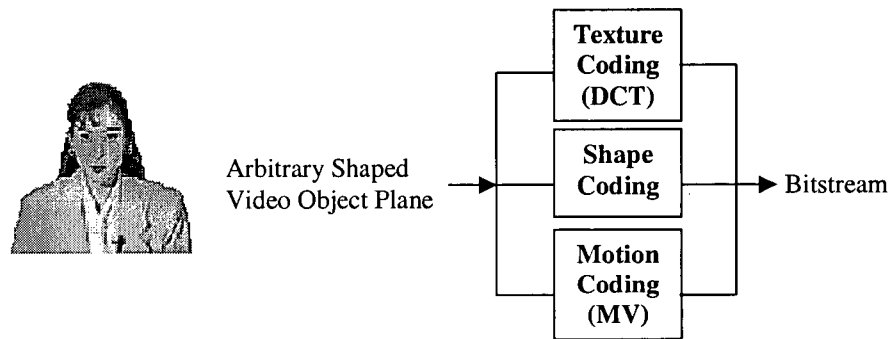 Texture
Coding
(DCT)
Arbitrary Shaped
Video Object Plane
Shape
Coding
Bitstream
Motion
Coding
(MV)